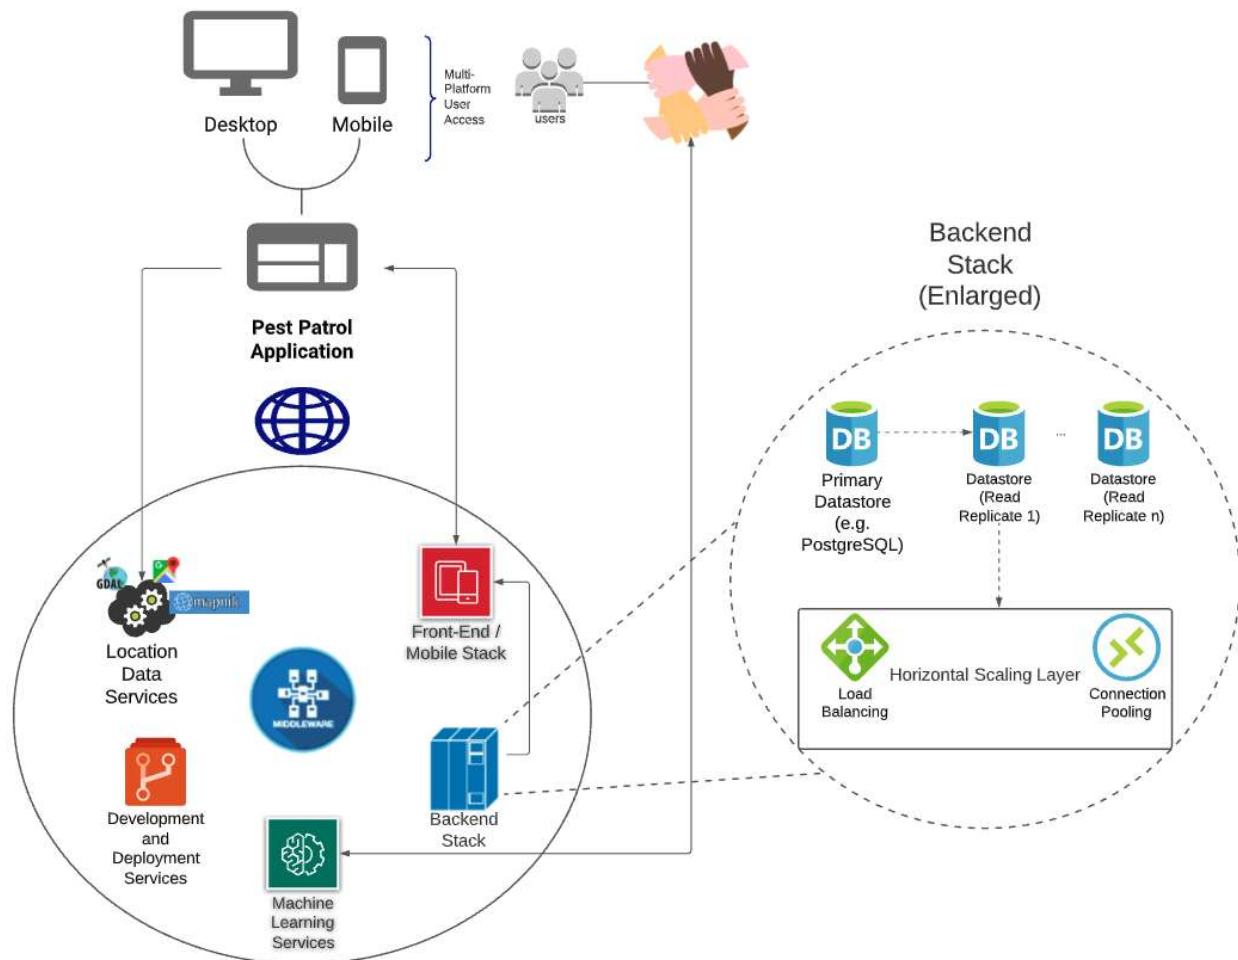 Desktop
Mobile
Multi-
Platform
User
Access
users
Pest Patrol
Application
GDAL
mapnik
Location
Data
Services
Front-End /
Mobile Stack
MIDDLEWARE
Development
and
Deployment
Services
Backend
Stack
Machine
Learning
Services
Backend
Stack
(Enlarged)
DB
DB
...
DB
Primary
Datastore
(e.g.
PostgreSQL)
Datastore
(Read
Replicate 1)
Datastore
(Read
Replicate n)
Load
Balancing
Horizontal Scaling Layer
Connection
Pooling